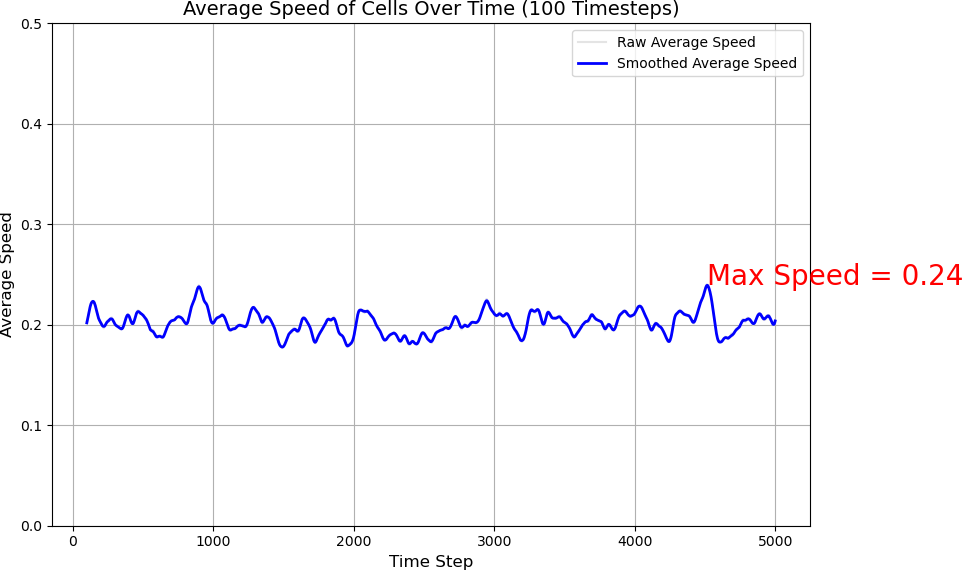 Average Speed of Cells Over Time (100 Timesteps)
0.5
0.4
0.3
0.2
0.1
0.0
Average Speed
Raw Average Speed
Smoothed Average Speed
Max Speed = 0.24
0
1000
2000
3000
4000
5000
Time Step